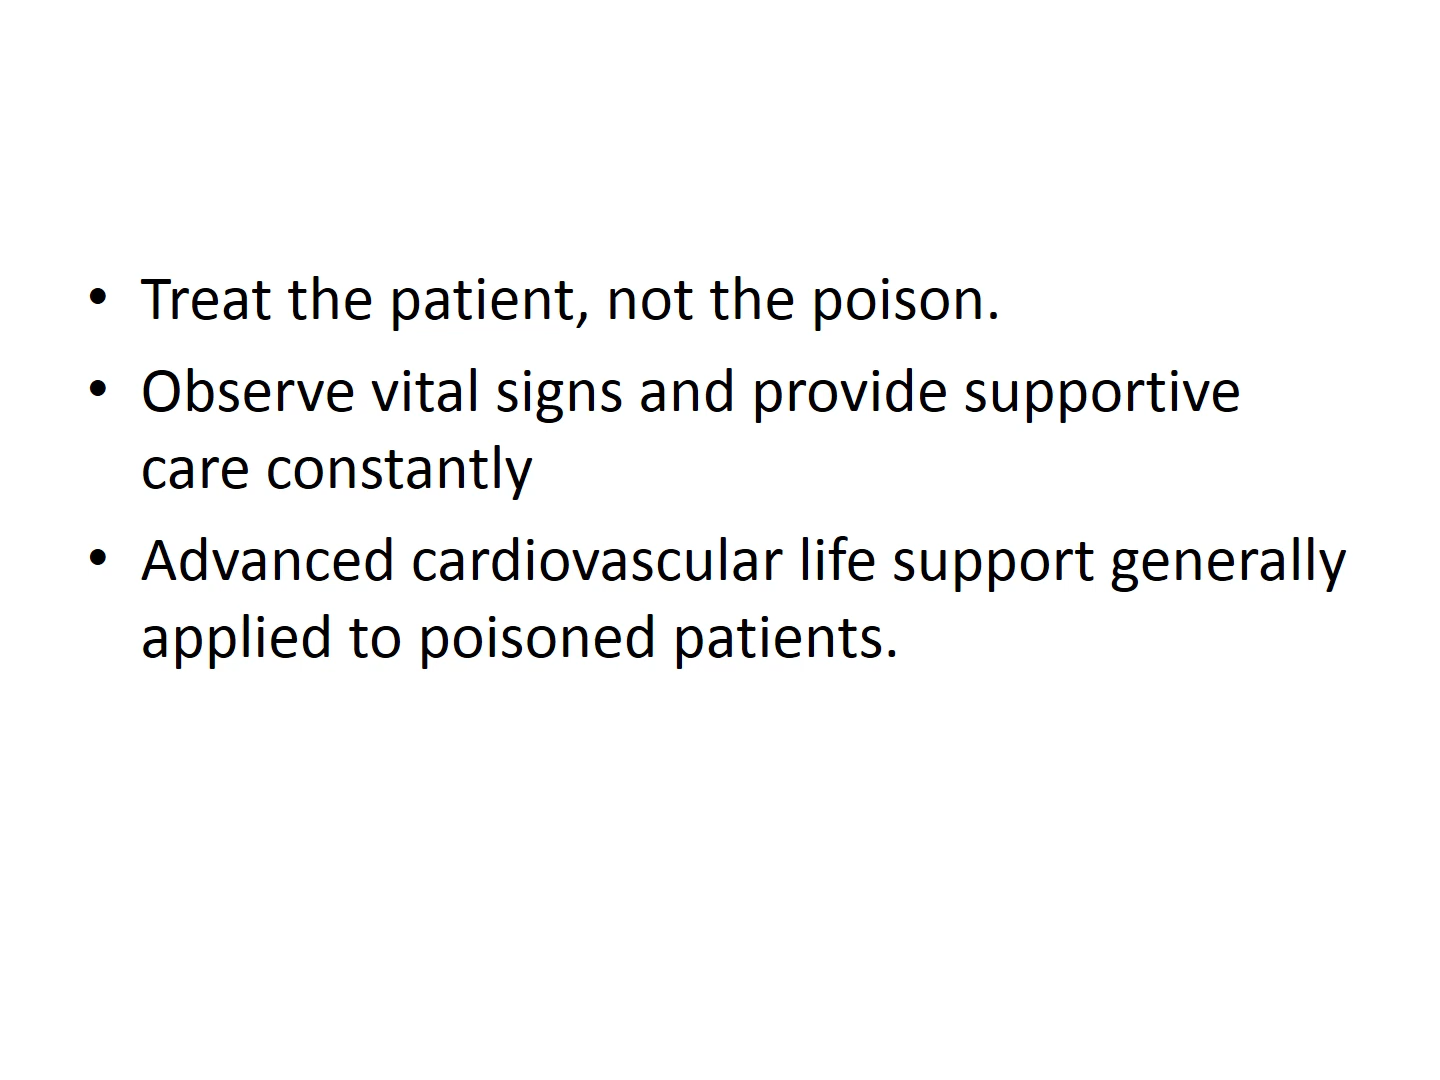 • Treat the patient, not the poison.
• Observe vital signs and provide supportive
care constantly
• Advanced cardiovascular life support generally
applied to poisoned patients.